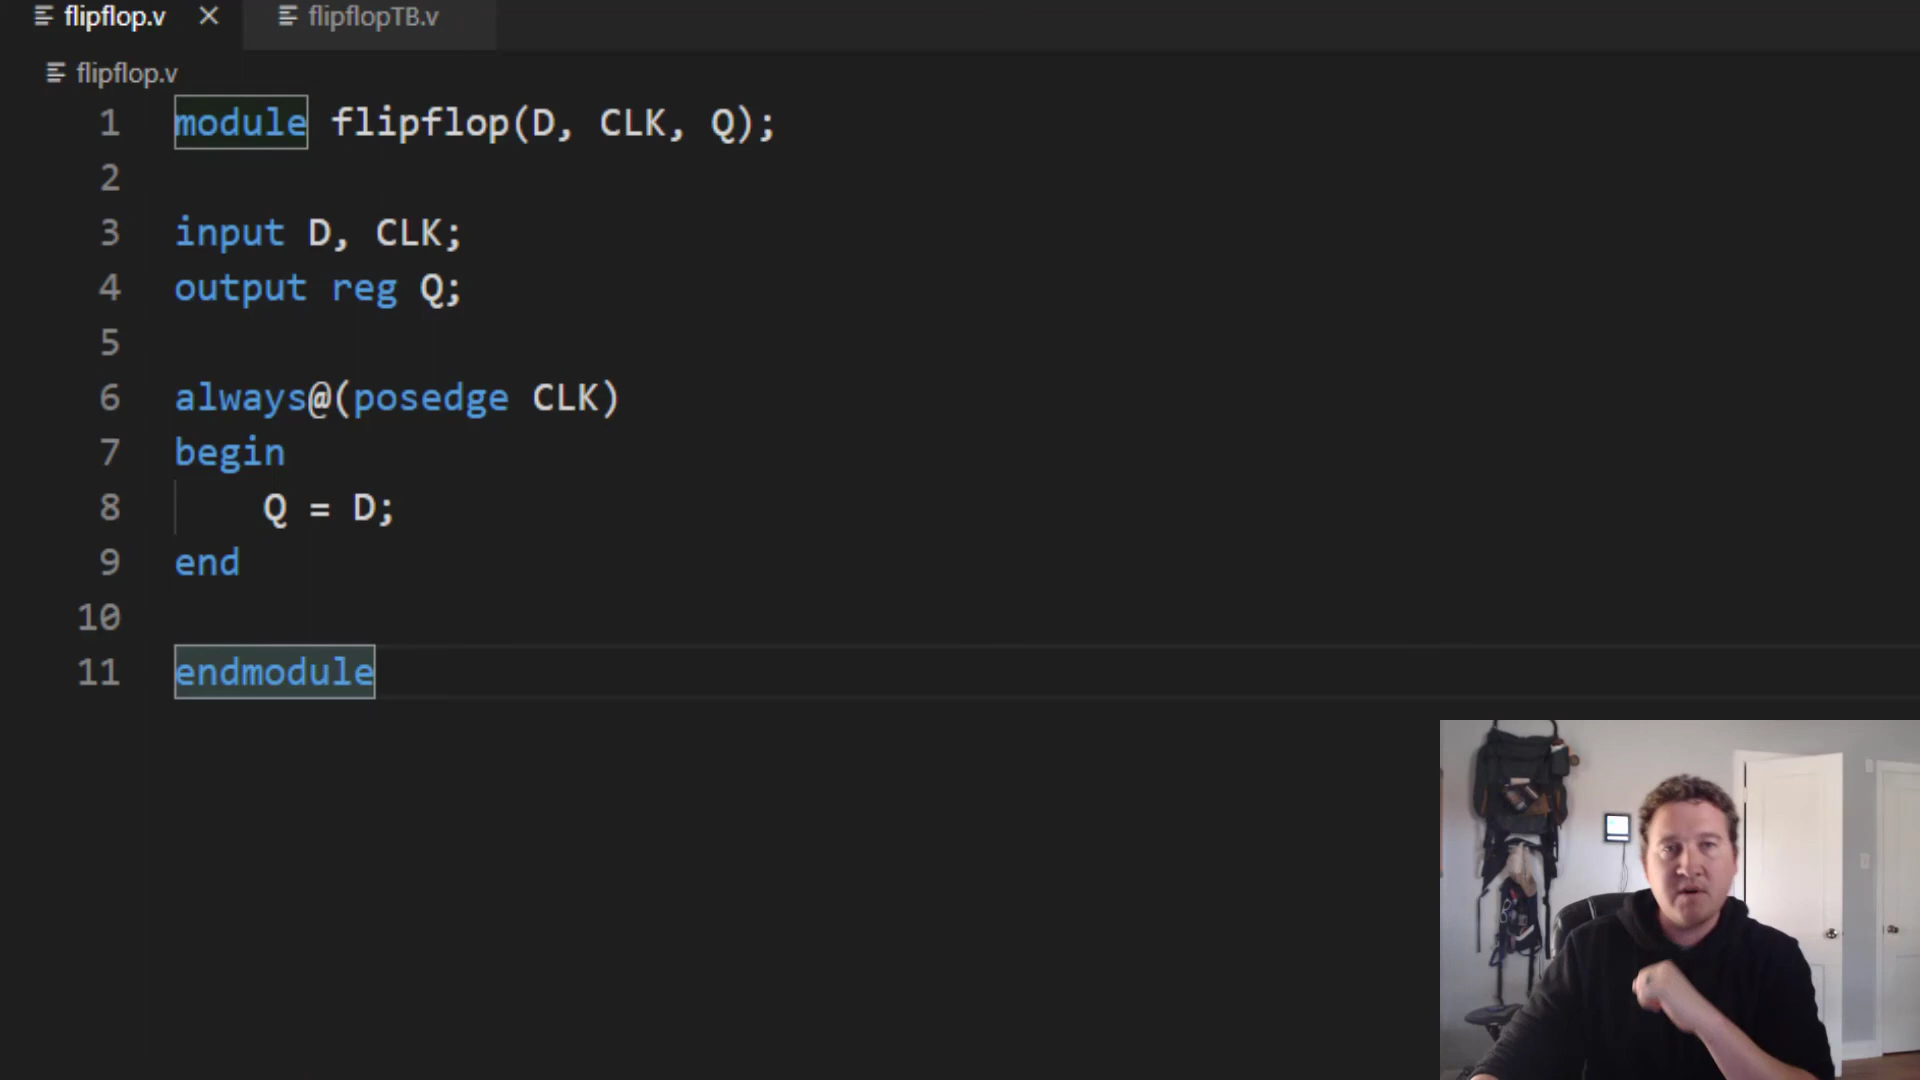 flipflop.v flipflopTB.v
flipflop.v
1 module flipflop(D, CLK, Q);
2
3 input D, CLK;
4 output reg Q;
5
6 always@(posedge CLK)
7 begin
8 Q = D;
9 end
10
11 endmodule